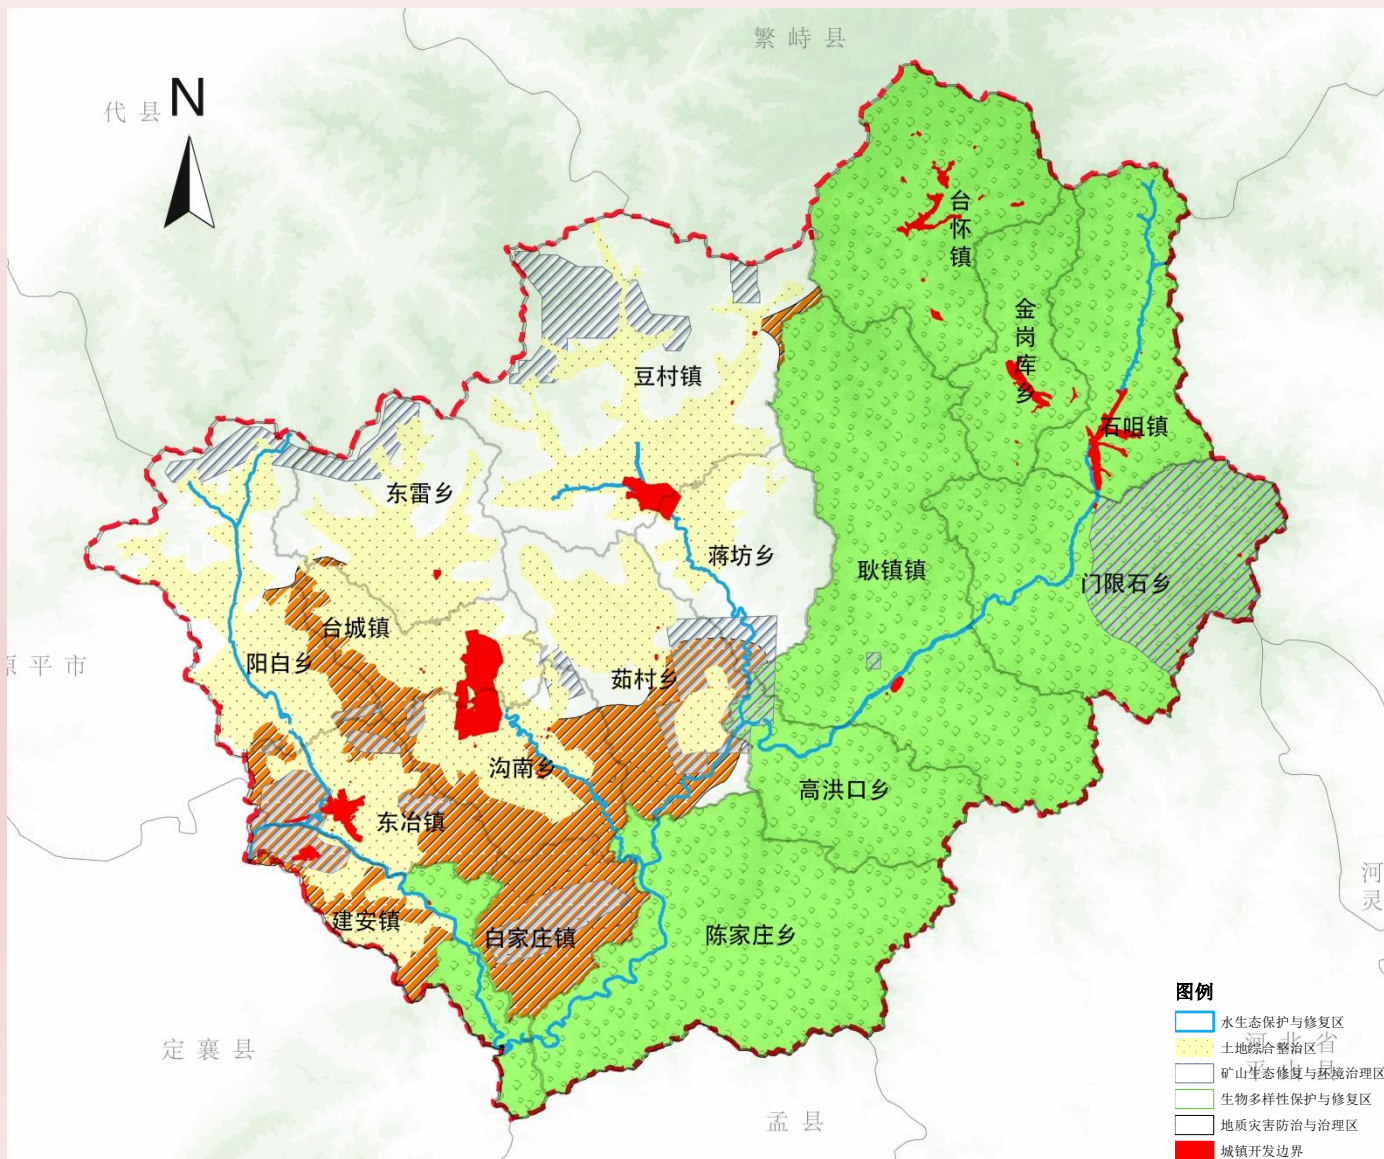 繁峙县
代县
N
台怀镇
金岗库乡
豆村镇
石咀镇
东雷乡
蒋坊乡
耿镇镇
门限石乡
台城镇
阳白乡
原平市
茹村乡
沟南乡
高洪口乡
东冶镇
河
灵
建安镇
白家庄镇
陈家庄乡
定襄县
盂县
图例
水生态保护与修复区
河北省
土地综合整治区
平山县
矿山生态修复与环境治理区
生物多样性保护与修复区
地质灾害防治与治理区
城镇开发边界